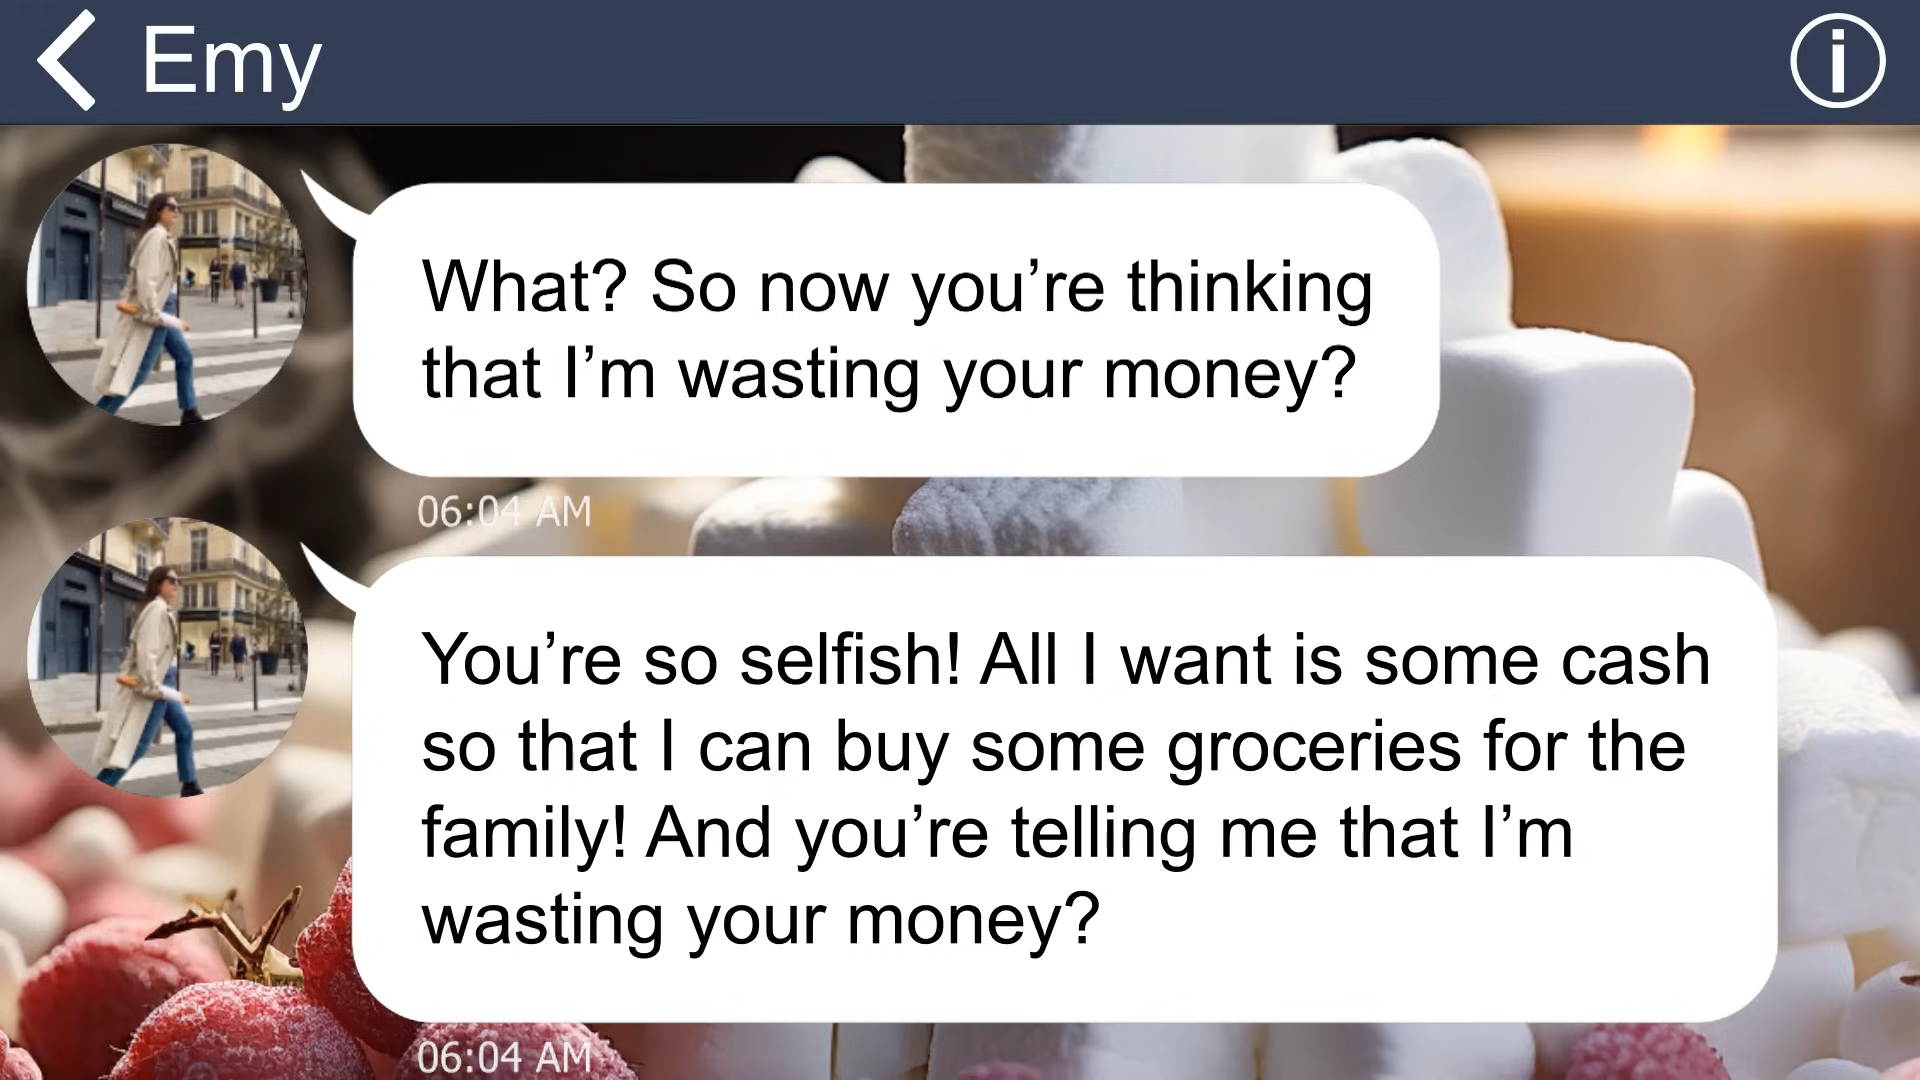 Emy
What? So now you’re thinking
that I’m wasting your money?
06:04 AM
You’re so selfish! All I want is some cash
so that I can buy some groceries for the
family! And you’re telling me that I’m
wasting your money?
06:04 AM